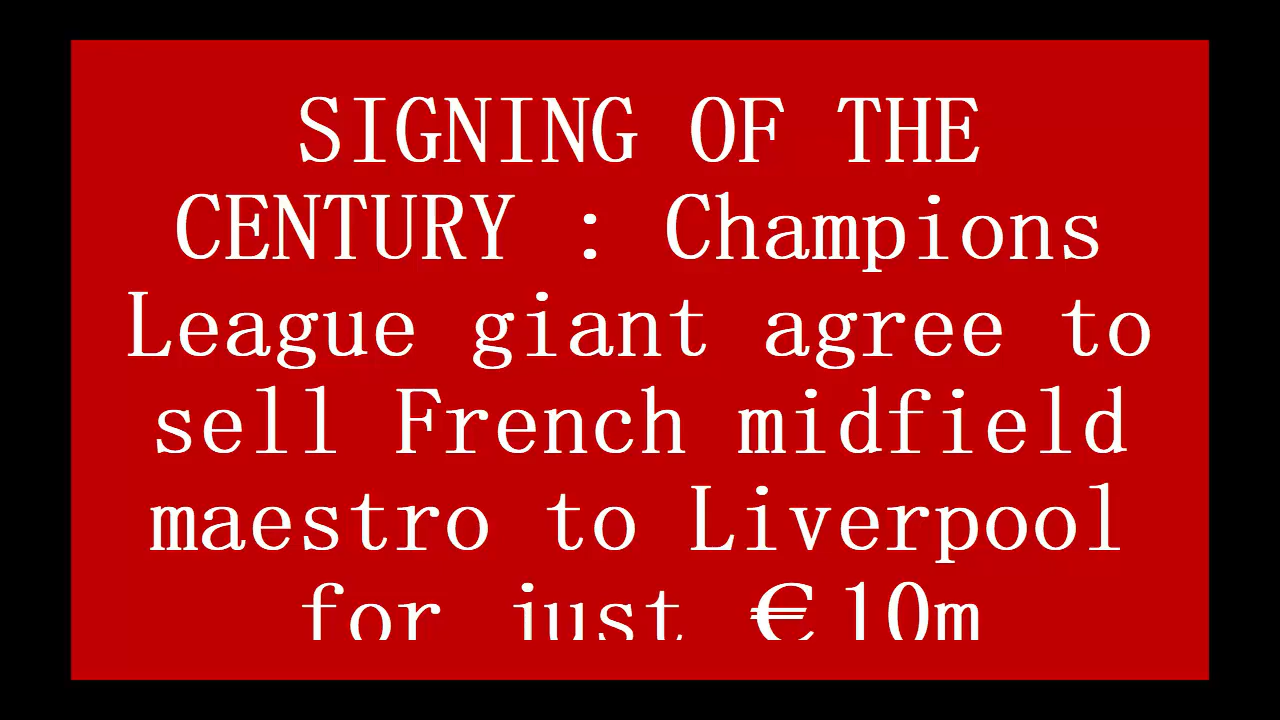 SIGNING OF THE
CENTURY : Champions
League giant agree to
sell French midfield
maestro to Liverpool
for just €10m